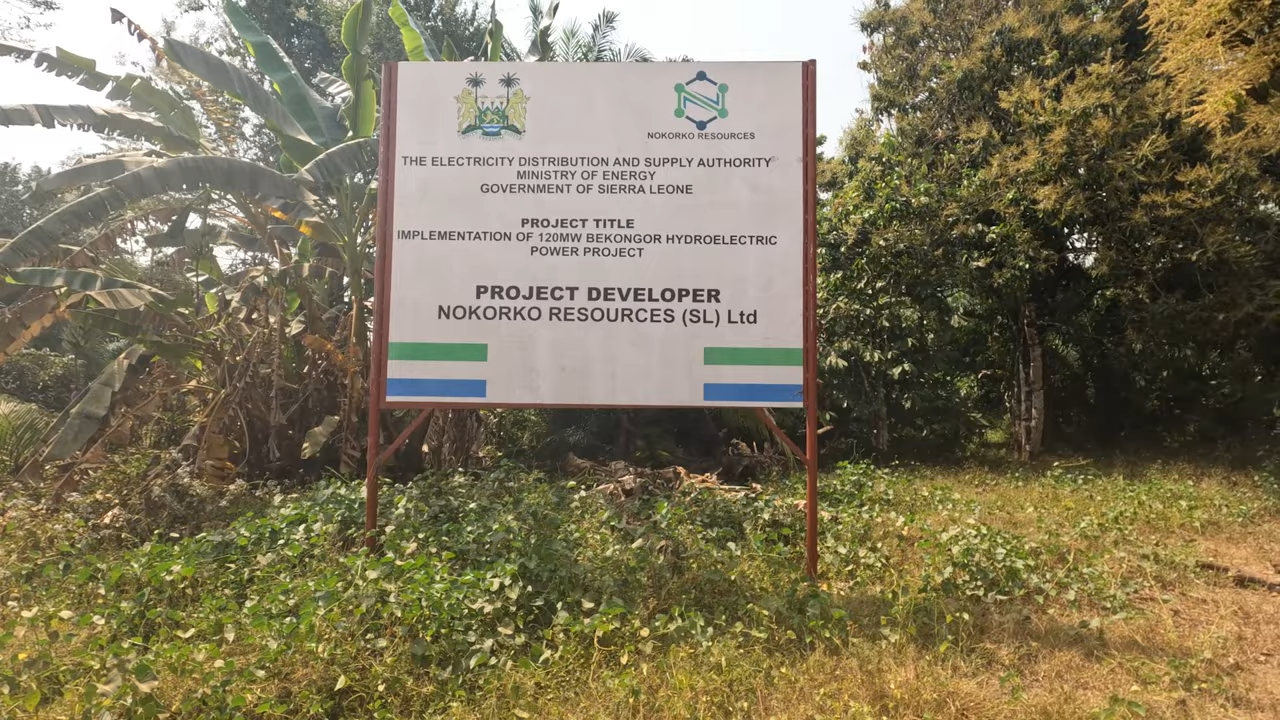 NOKORKO RESOURCES
THE ELECTRICITY DISTRIBUTION AND SUPPLY AUTHORITY
MINISTRY OF ENERGY
GOVERNMENT OF SIERRA LEONE
PROJECT TITLE
IMPLEMENTATION OF 120MW BEKONGOR HYDROELECTRIC
POWER PROJECT
PROJECT DEVELOPER
NOKORKO RESOURCES (SL) Ltd